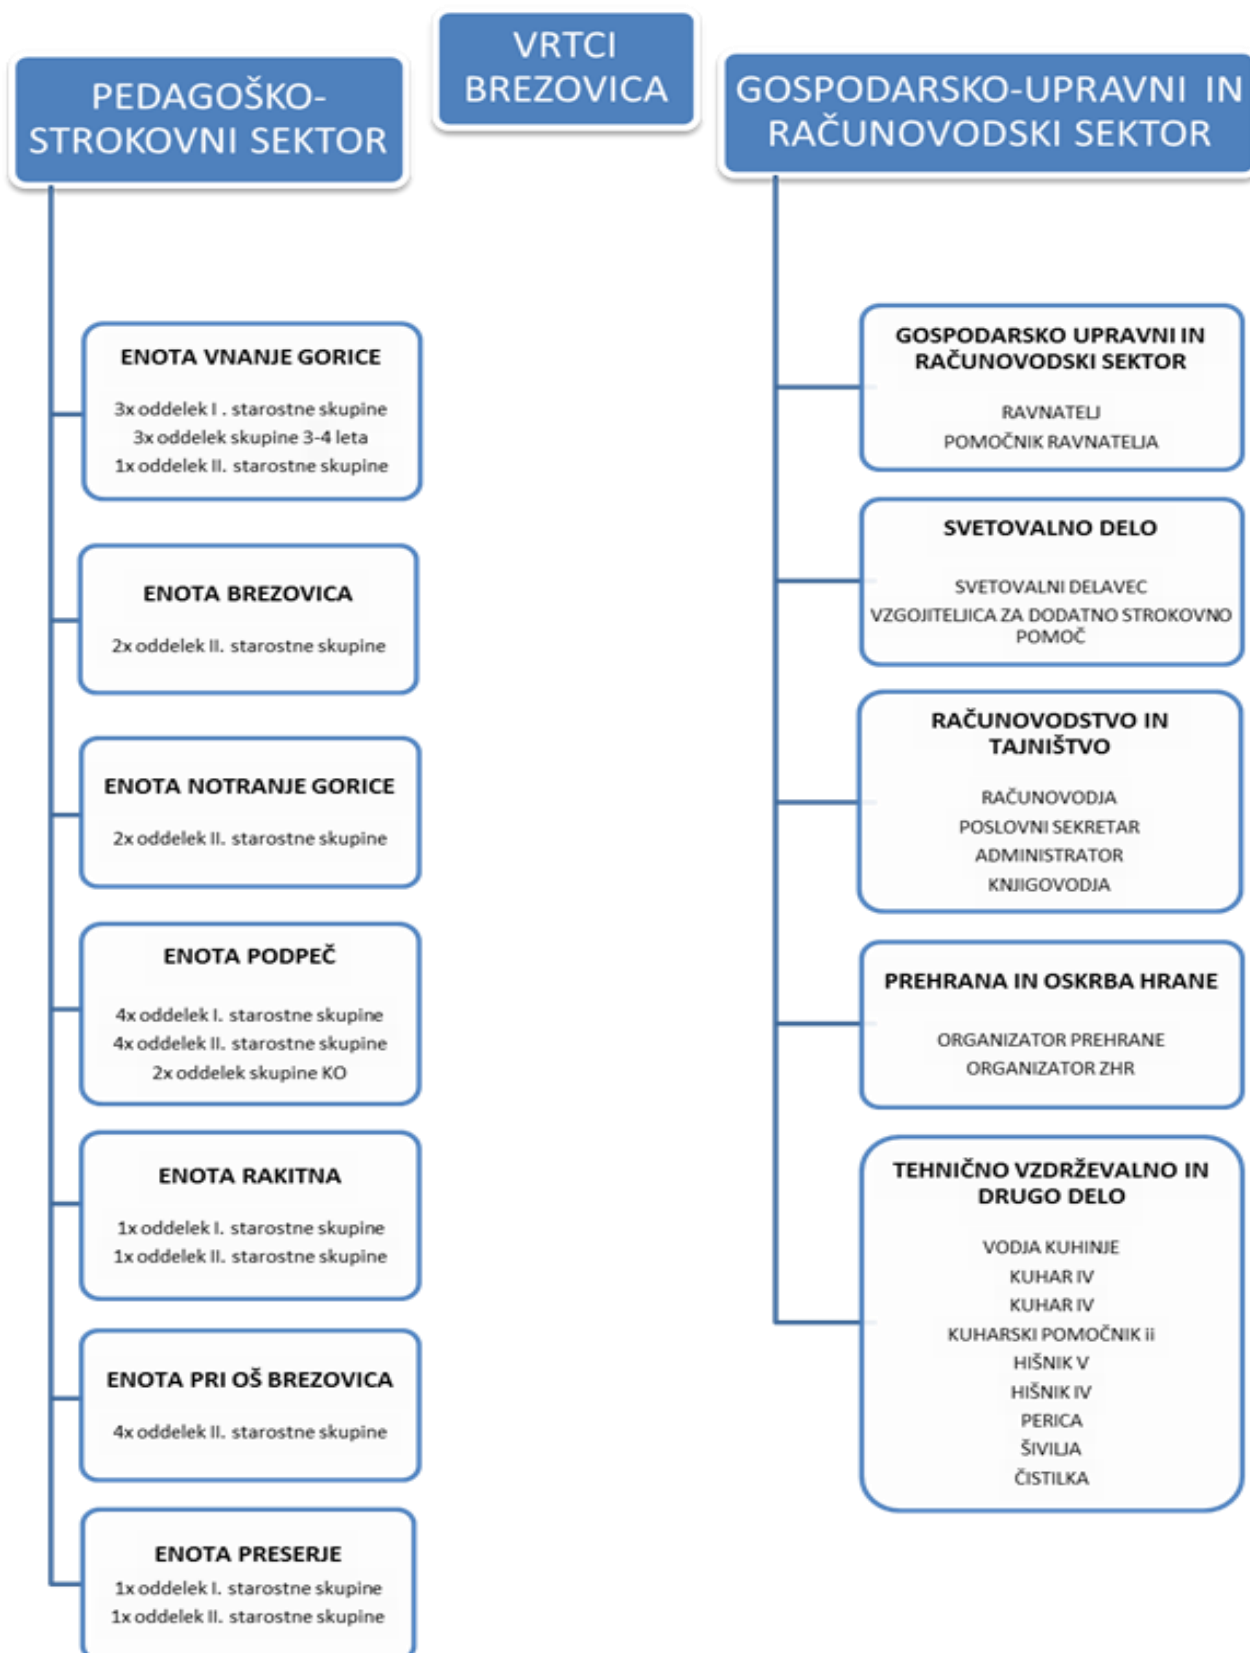 VRTCI
BREZOVICA
PEDAGOŠKO-
STROKOVNI SEKTOR
ENOTA VNANJE GORICE
3x oddelek I . starostne skupine
3x oddelek skupine 3-4 leta
1x oddelek II. starostne skupine
ENOTA BREZOVICA
2x oddelek II. starostne skupine
ENOTA NOTRANJE GORICE
2x oddelek II. starostne skupine
ENOTA PODPEČ
4x oddelek I. starostne skupine
4x oddelek II. starostne skupine
2x oddelek skupine KO
ENOTA RAKITNA
1x oddelek I. starostne skupine
1x oddelek II. starostne skupine
ENOTA PRI OŠ BREZOVICA
4x oddelek II. starostne skupine
ENOTA PRESERJE
1x oddelek I. starostne skupine
1x oddelek II. starostne skupine
GOSPODARSKO-UPRAVNI IN
RAČUNOVODSKI SEKTOR
GOSPODARSKO UPRAVNI IN
RAČUNOVODSKI SEKTOR
RAVNATELJ
POMOČNIK RAVNATELJA
SVETOVALNO DELO
SVETOVALNI DELAVEC
VZGOJITELJICA ZA DODATNO STROKOVNO
POMOČ
RAČUNOVODSTVO IN
TAJNIŠTVO
RAČUNOVODJA
POSLOVNI SEKRETAR
ADMINISTRATOR
KNJIGOVODJA
PREHRANA IN OSKRBA HRANE
ORGANIZATOR PREHRANE
ORGANIZATOR ZHR
TEHNIČNO VZDRŽEVALNO IN
DRUGO DELO
VODJA KUHINJE
KUHAR IV
KUHAR IV
KUHARSKI POMOČNIK ii
HIŠNIK V
HIŠNIK IV
PERICA
ŠIVILJA
ČISTILKA